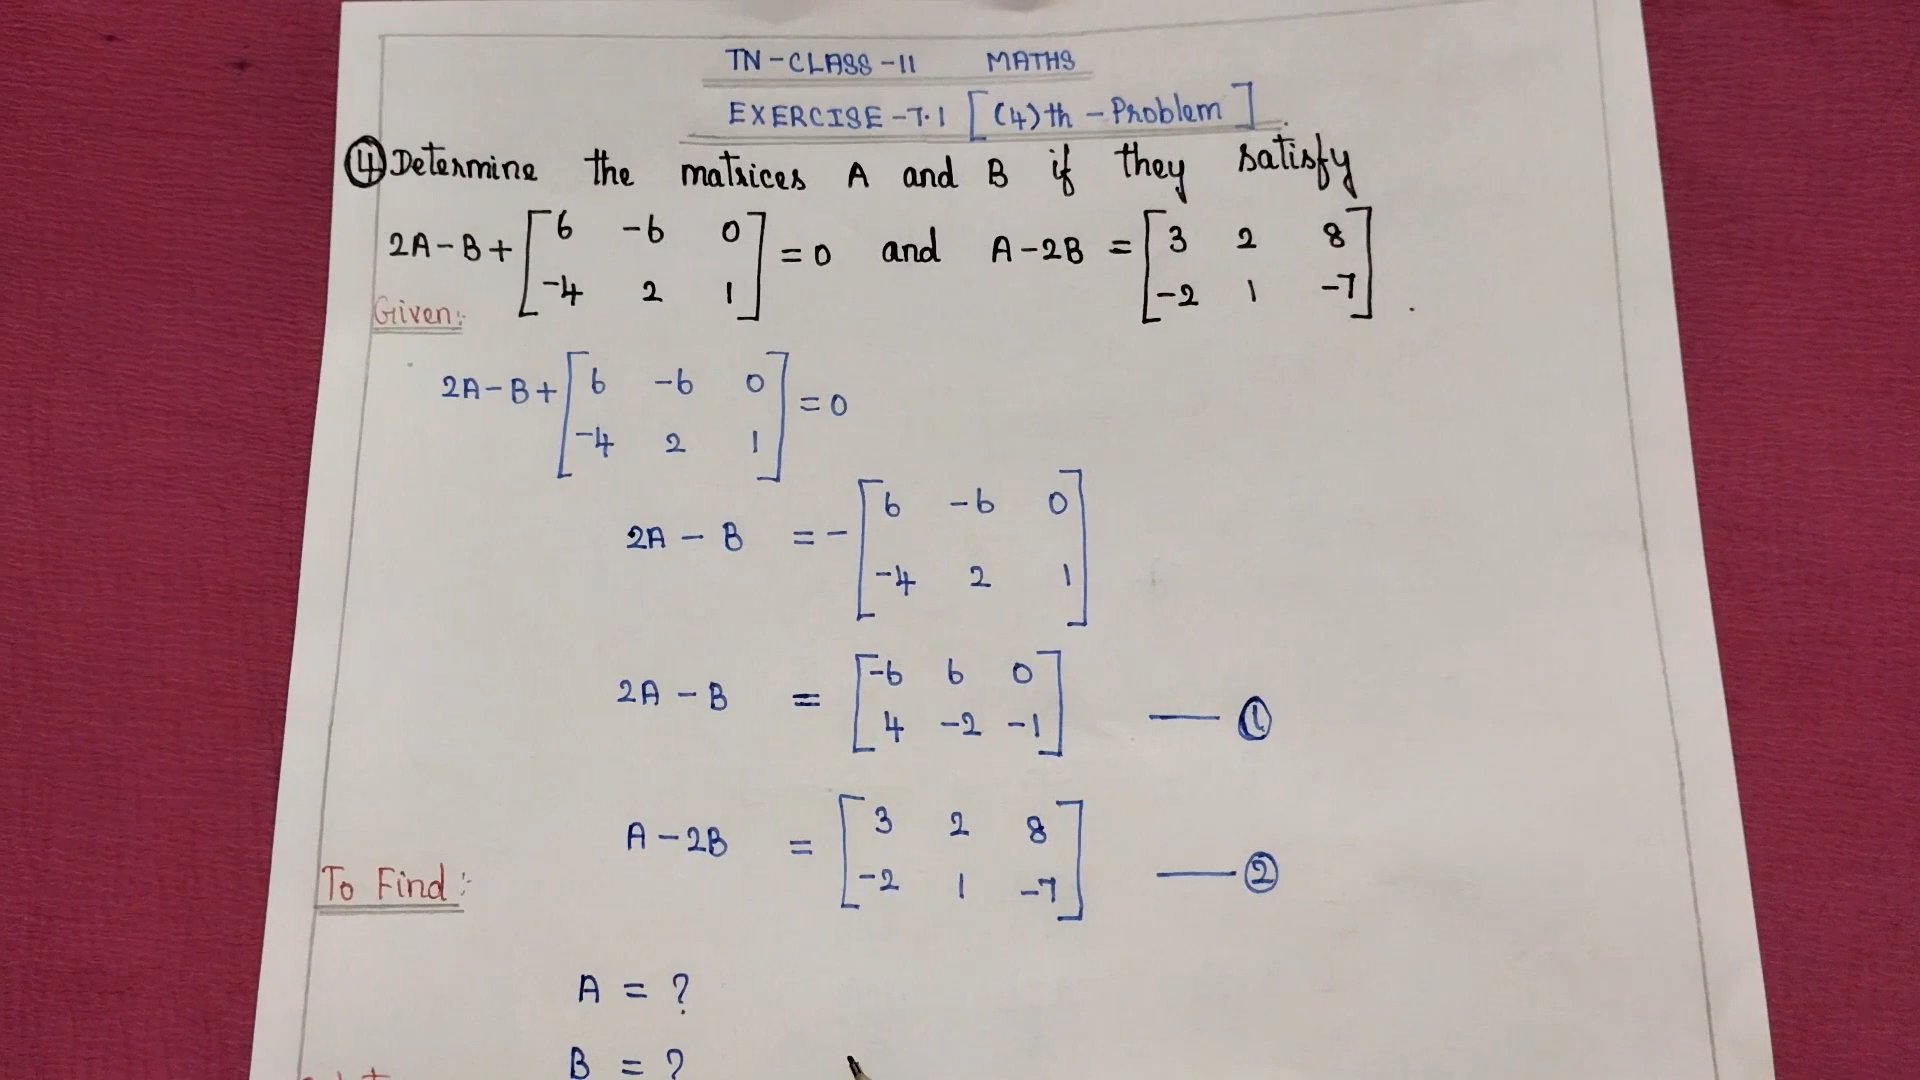 TN-CLASS-11 MATHS
EXERCISE-7.1 [(4)th - Problem].
④ Determine the matrices A and B if they satisfy
2A-B+[6 -6 0; -4 2 1] = 0 and A-2B = [3 2 8; -2 1 -7].
Given:
2A-B+[6 -6 0; -4 2 1] = 0
2A - B = -[6 -6 0; -4 2 1]
2A - B = [-6 6 0; 4 -2 -1] — ①
A-2B = [3 2 8; -2 1 -7] — ②
To Find:
A = ?
B = ?